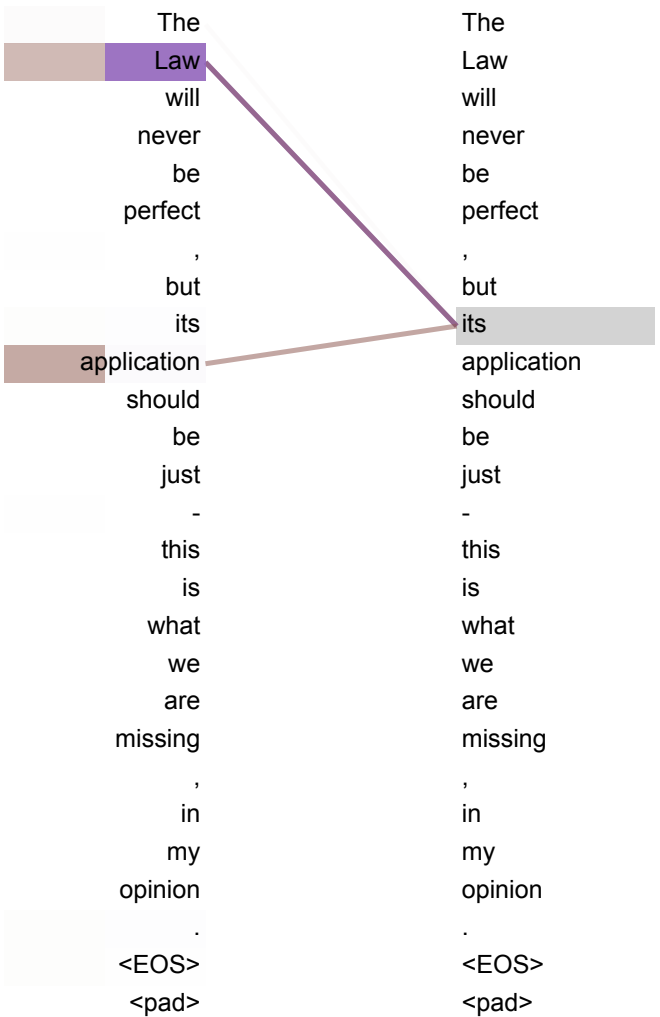 The The
Law Law
will will
never never
be be
perfect perfect
, ,
but but
its its
application application
should should
be be
just just
- -
this this
is is
what what
we we
are are
missing missing
, ,
in in
my my
opinion opinion
. .
<EOS> <EOS>
<pad> <pad>